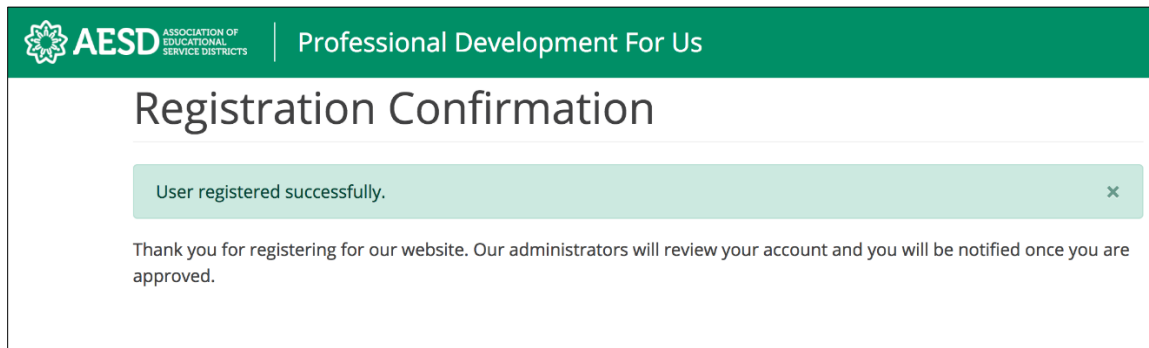 AESD ASSOCIATION OF
EDUCATIONAL
SERVICE DISTRICTS
Professional Development For Us
Registration Confirmation
User registered successfully. ×
Thank you for registering for our website. Our administrators will review your account and you will be notified once you are
approved.